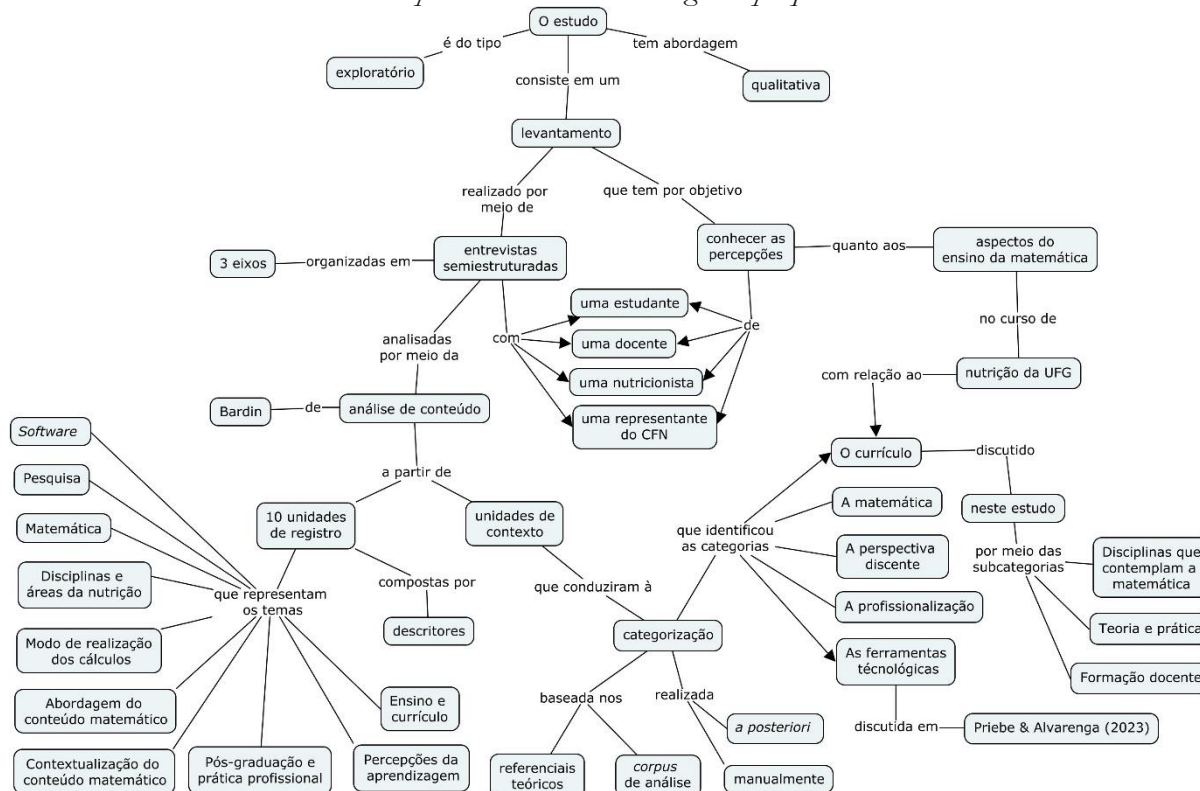 O estudo
é do tipo
tem abordagem
exploratório
consiste em um
qualitativa
levantamento
realizado por
meio de
que tem por objetivo
3 eixos
organizadas em
entrevistas
semiestruturadas
conhecer as
percepções
quanto aos
aspectos do
ensino da matemática
com
uma estudante
uma docente
uma nutricionista
uma representante
do CFN
de
no curso de
nutrição da UFG
com relação ao
analisadas
por meio da
Bardin
de
análise de conteúdo
a partir de
10 unidades
de registro
unidades de
contexto
compostas por
descritores
que representam
os temas
Software
Pesquisa
Matemática
Disciplinas e
áreas da nutrição
Modo de realização
dos cálculos
Abordagem do
conteúdo matemático
Contextualização do
conteúdo matemático
Pós-graduação e
prática profissional
Percepções da
aprendizagem
Ensino e
currículo
que conduziram à
categorização
baseada nos
realizada
referenciais
teóricos
corpus
de análise
a posteriori
manualmente
que identificou
as categorias
O currículo
A matemática
A perspectiva
discente
A profissionalização
As ferramentas
técnológicas
discutida em
Priebe & Alvarenga (2023)
discutido
neste estudo
por meio das
subcategorias
Disciplinas que
contemplam a
matemática
Teoria e prática
Formação docente